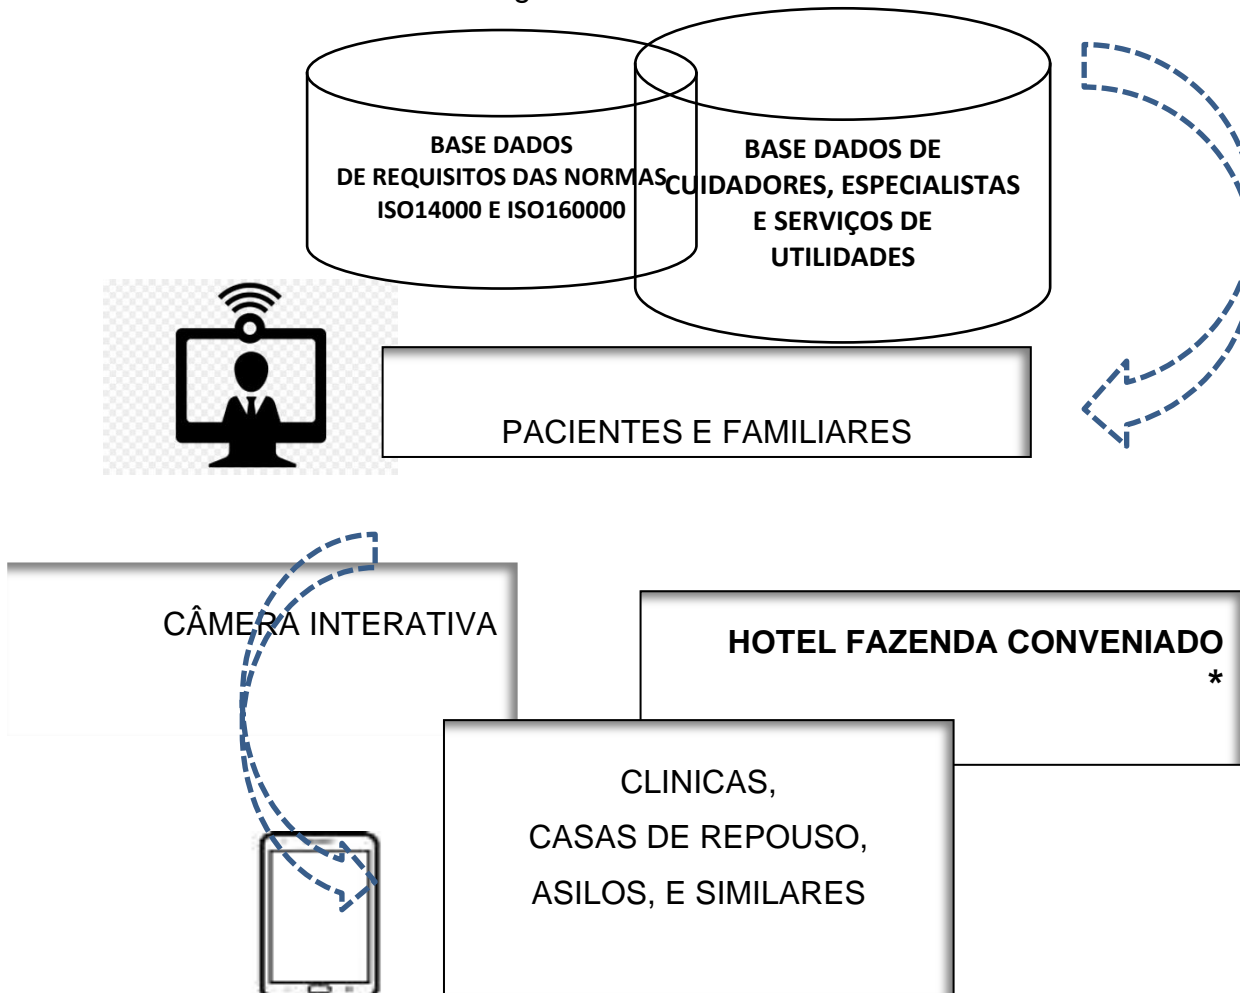 BASE DADOS
DE REQUISITOS DAS NORMAS
ISO14000 E ISO160000
BASE DADOS DE
CUIDADORES, ESPECIALISTAS
E SERVIÇOS DE
UTILIDADES
PACIENTES E FAMILIARES
CÂMERA INTERATIVA
HOTEL FAZENDA CONVENIADO
*
CLINICAS,
CASAS DE REPOUSO,
ASILOS, E SIMILARES